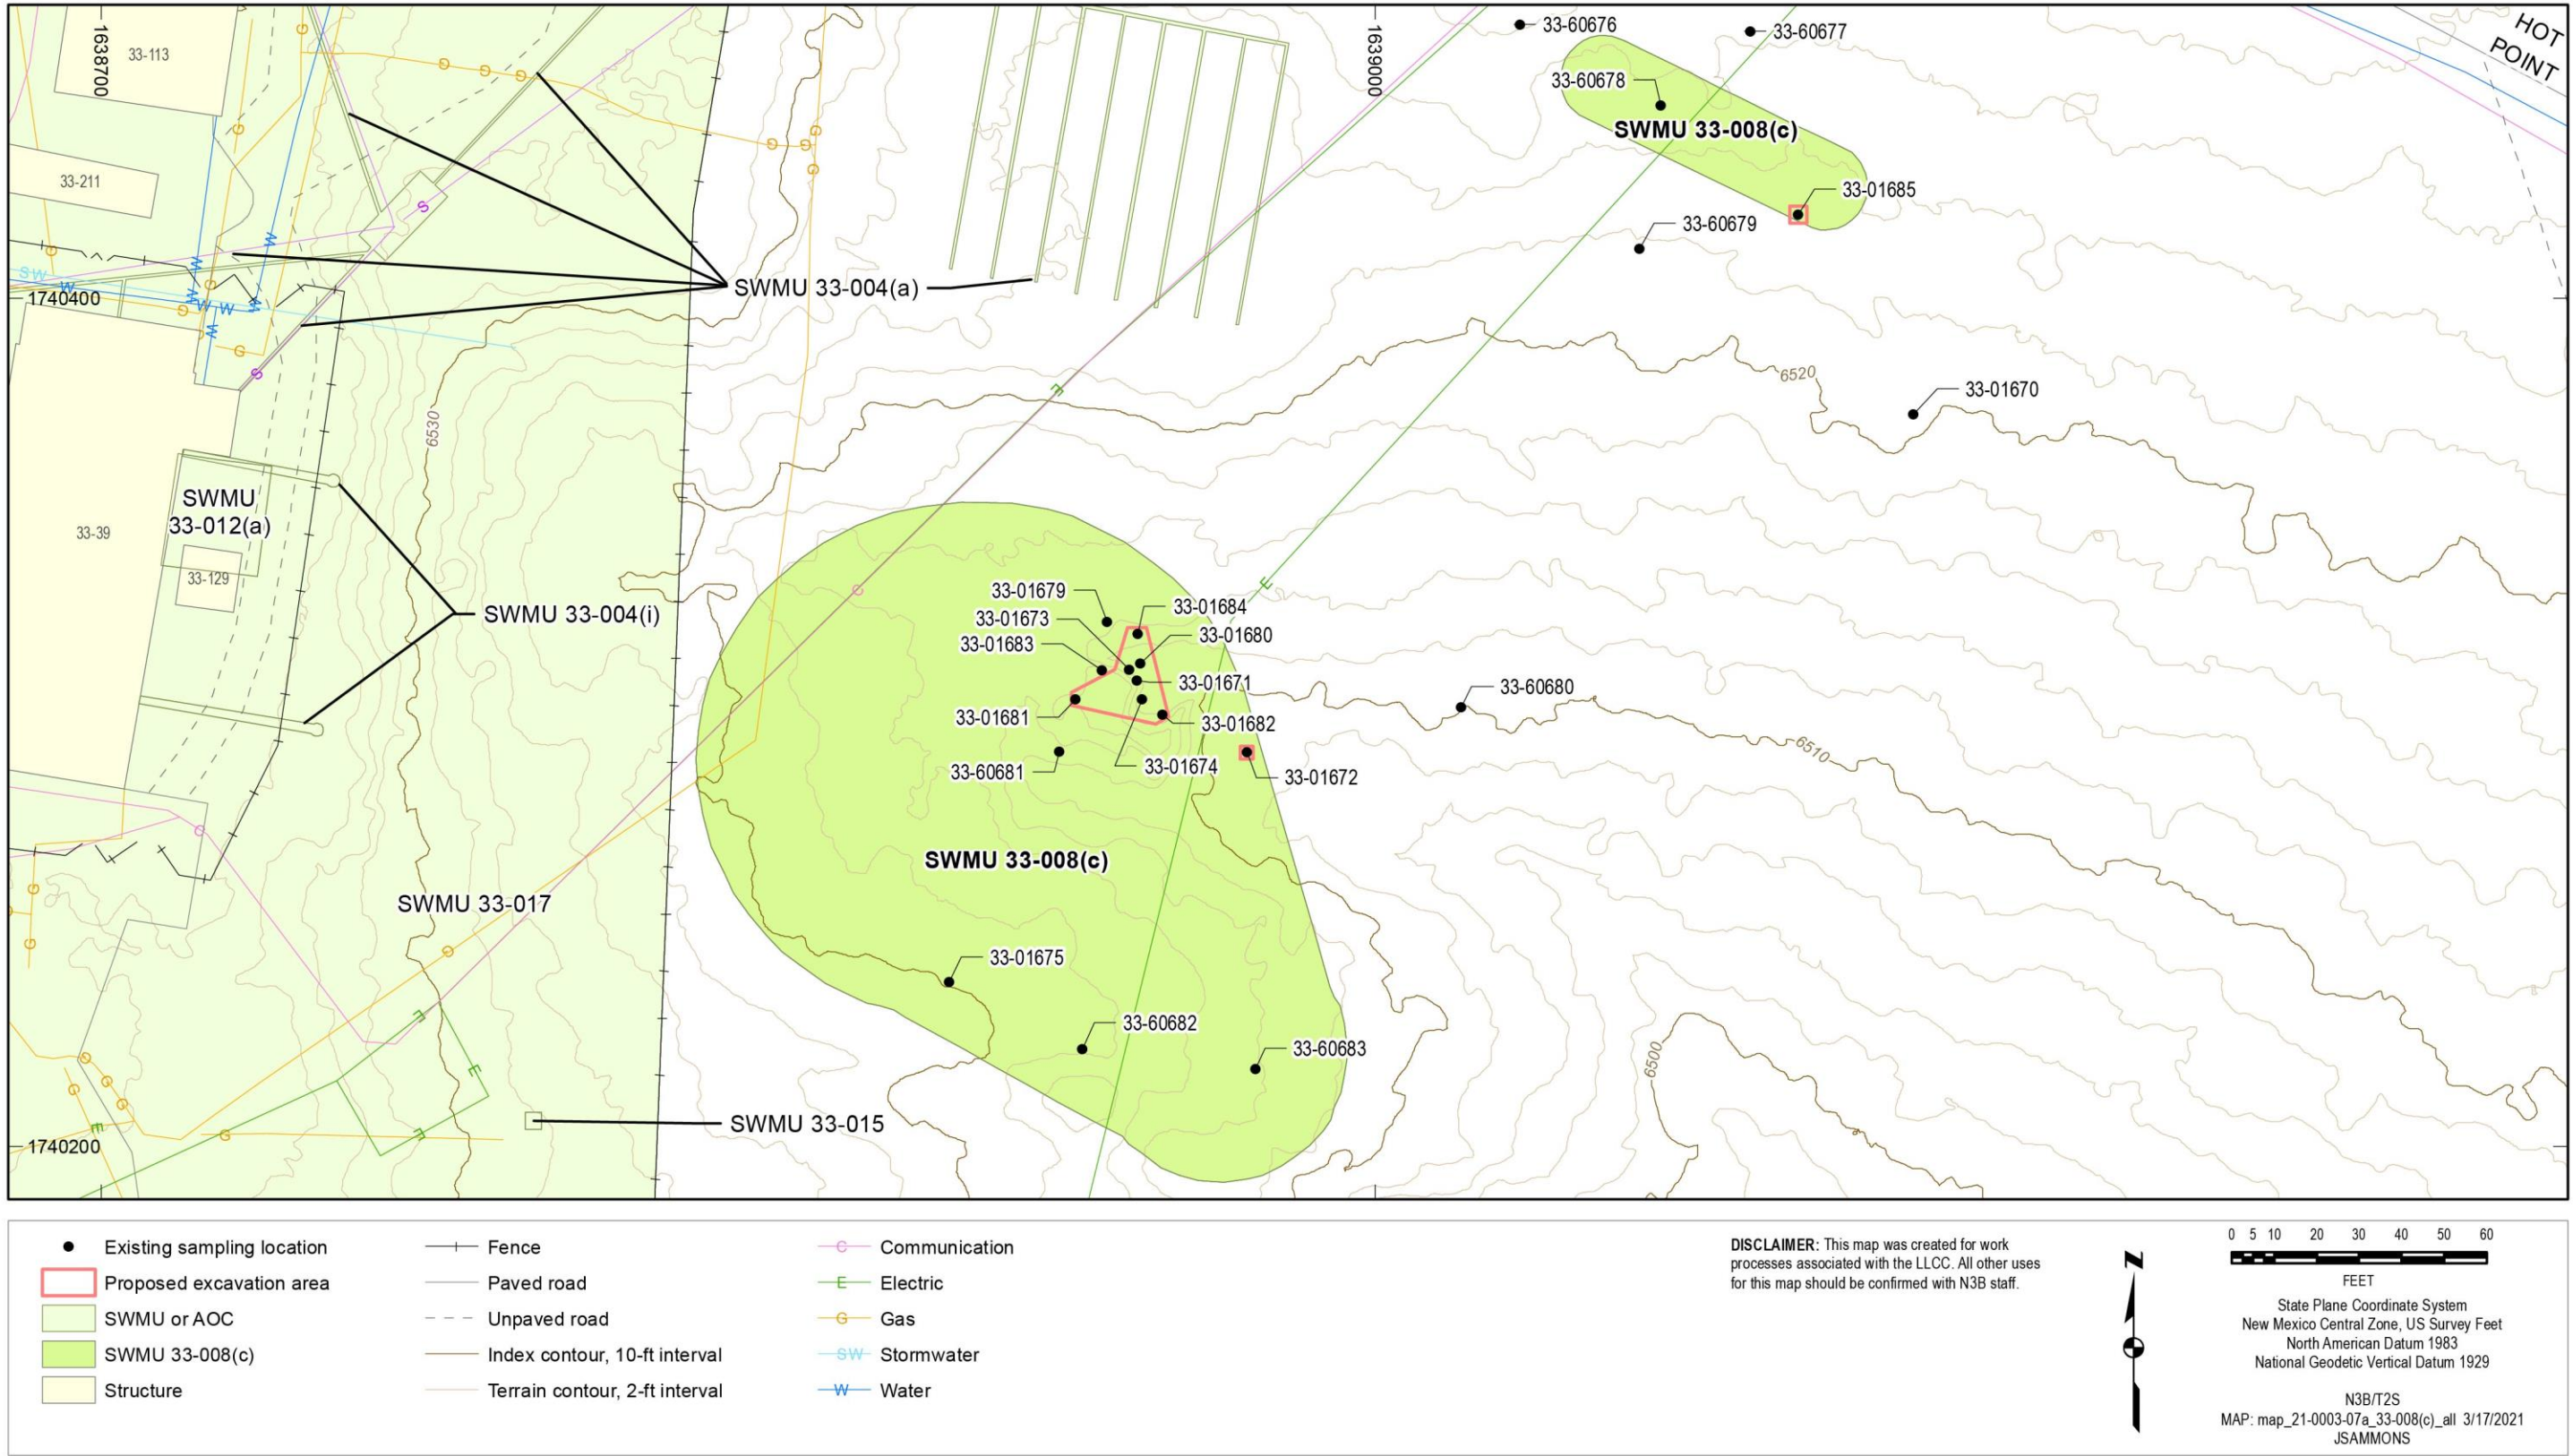 1638700
1639000
HOT
POINT
33-113
33-60676
33-60677
33-60678
SWMU 33-008(c)
33-211
33-01685
33-60679
S
SW
W
G
1740400
SWMU 33-004(a)
6520
33-01670
6530
E
SWMU
33-012(a)
33-39
33-129
SWMU 33-004(i)
C
33-01679
33-01684
33-01673
33-01680
33-01683
33-01671
33-60680
33-01681
33-01682
6510
33-60681
33-01674
33-01672
SWMU 33-008(c)
SWMU 33-017
33-01675
33-60682
33-60683
6500
SWMU 33-015
1740200
Existing sampling location
Proposed excavation area
SWMU or AOC
SWMU 33-008(c)
Structure
Fence
Paved road
Unpaved road
Index contour, 10-ft interval
Terrain contour, 2-ft interval
C Communication
E Electric
G Gas
SW Stormwater
W Water
DISCLAIMER: This map was created for work
processes associated with the LLCC. All other uses
for this map should be confirmed with N3B staff.
N
0 5 10 20 30 40 50 60
FEET
State Plane Coordinate System
New Mexico Central Zone, US Survey Feet
North American Datum 1983
National Geodetic Vertical Datum 1929
N3B/T2S
MAP: map_21-0003-07a_33-008(c)_all 3/17/2021
JSAMMONS